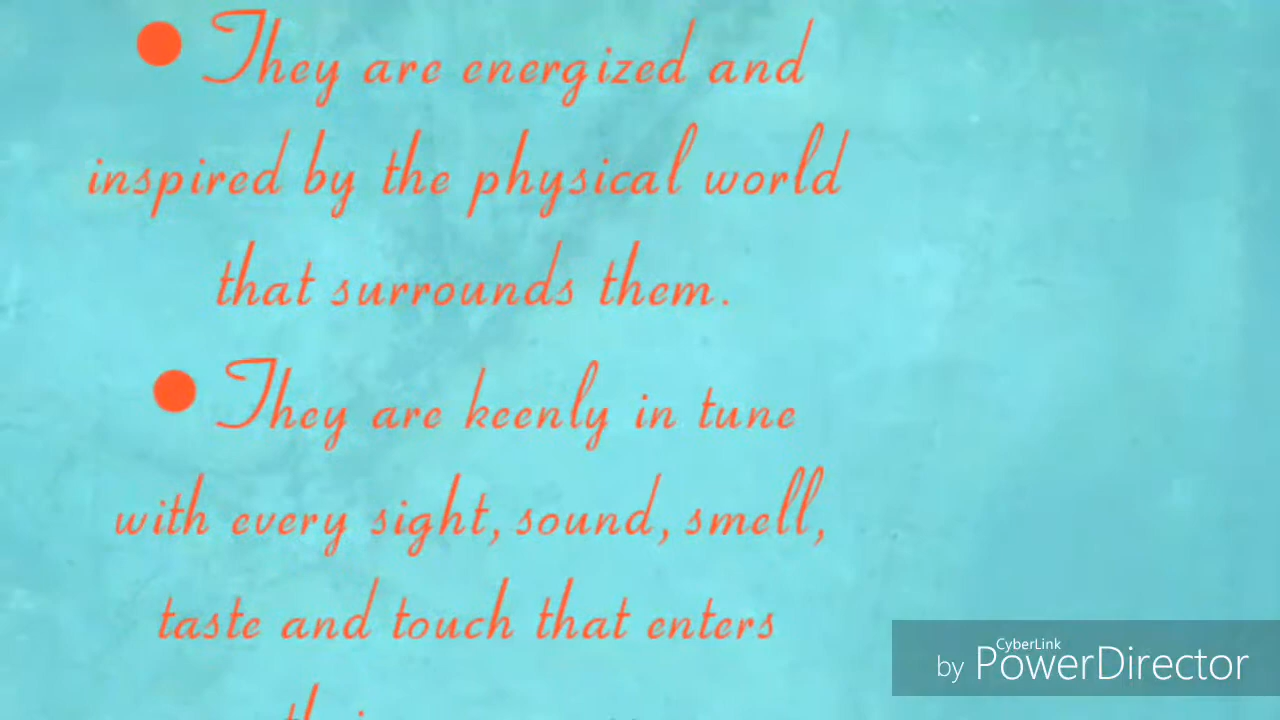 ● They are energized and
inspired by the physical world
that surrounds them.
● They are keenly in tune
with every sight, sound, smell,
taste and touch that enters
CyberLink
by PowerDirector